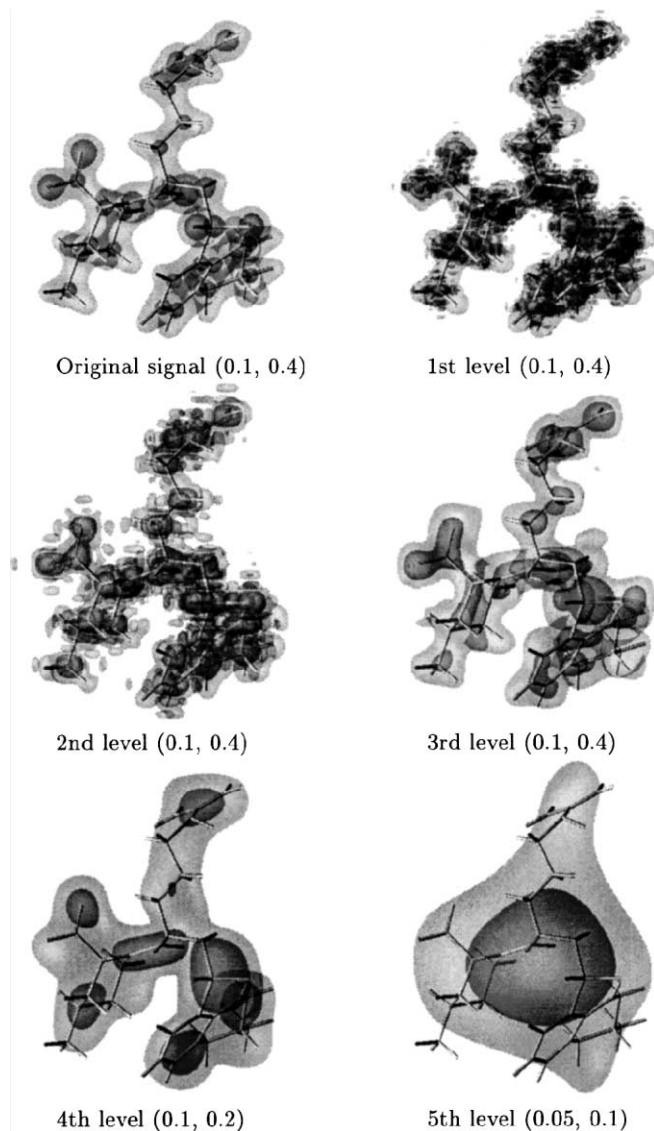 Original signal (0.1, 0.4)
1st level (0.1, 0.4)
2nd level (0.1, 0.4)
3rd level (0.1, 0.4)
4th level (0.1, 0.2)
5th level (0.05, 0.1)